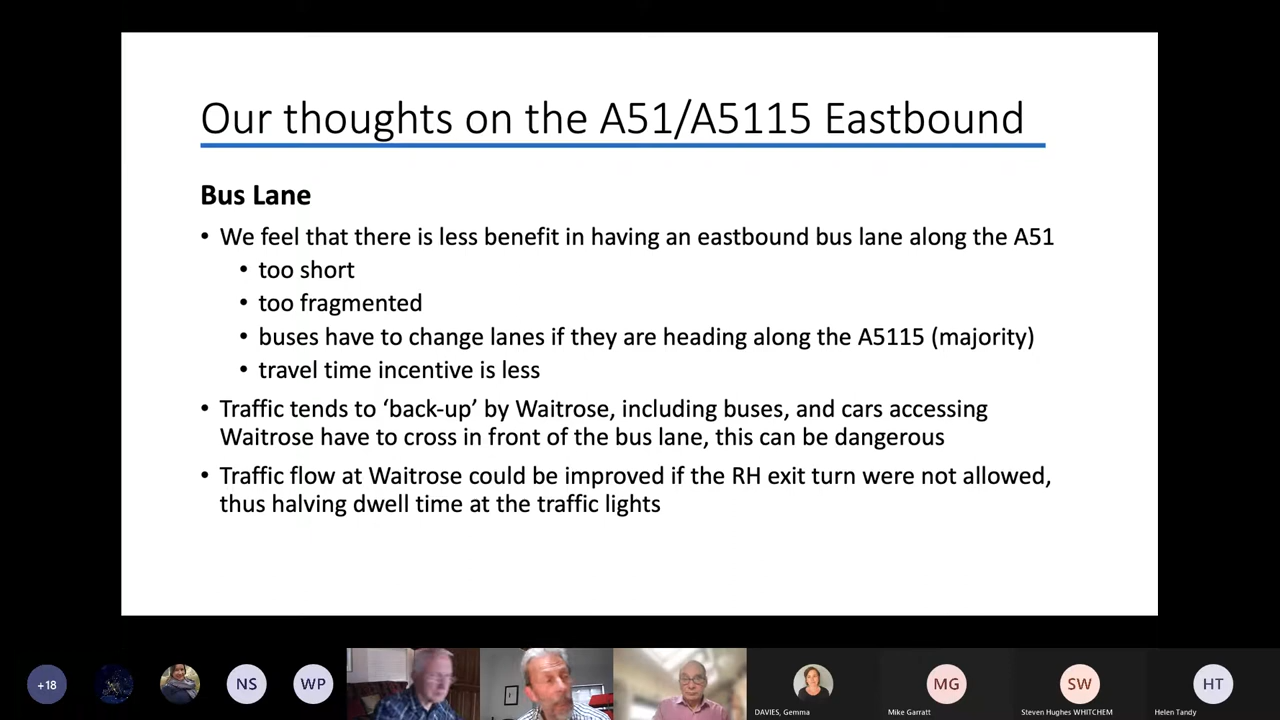 Our thoughts on the A51/A5115 Eastbound
Bus Lane
• We feel that there is less benefit in having an eastbound bus lane along the A51
• too short
• too fragmented
• buses have to change lanes if they are heading along the A5115 (majority)
• travel time incentive is less
• Traffic tends to ‘back-up’ by Waitrose, including buses, and cars accessing
Waitrose have to cross in front of the bus lane, this can be dangerous
• Traffic flow at Waitrose could be improved if the RH exit turn were not allowed,
thus halving dwell time at the traffic lights
+18
NS
WP
DAVIES, Gemma
MG
Mike Garratt
SW
Steven Hughes WHITCHEM
HT
Helen Tandy